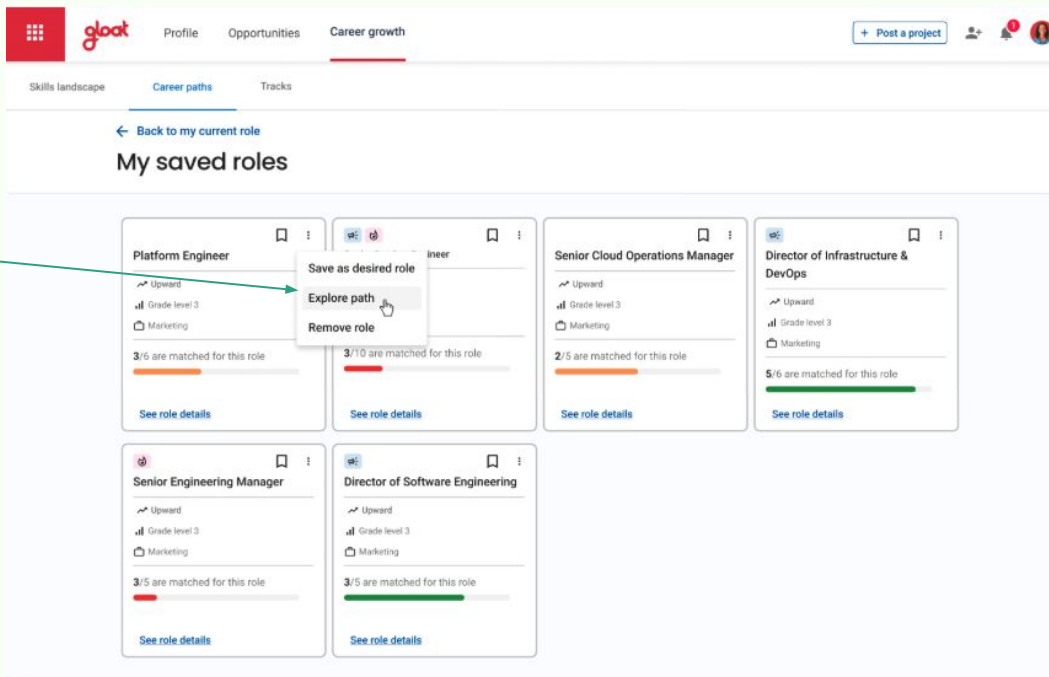 gloat
Profile
Opportunities
Career growth
+ Post a project
1
Skills landscape
Career paths
Tracks
← Back to my current role
My saved roles
Platform Engineer
Upward
Grade level 3
Marketing
3/6 are matched for this role
See role details
Save as desired role
Explore path
Remove role
3/10 are matched for this role
See role details
Senior Cloud Operations Manager
Upward
Grade level 3
Marketing
2/5 are matched for this role
See role details
Director of Infrastructure &
DevOps
Upward
Grade level 3
Marketing
5/6 are matched for this role
See role details
Senior Engineering Manager
Upward
Grade level 3
Marketing
3/5 are matched for this role
See role details
Director of Software Engineering
Upward
Grade level 3
Marketing
3/5 are matched for this role
See role details